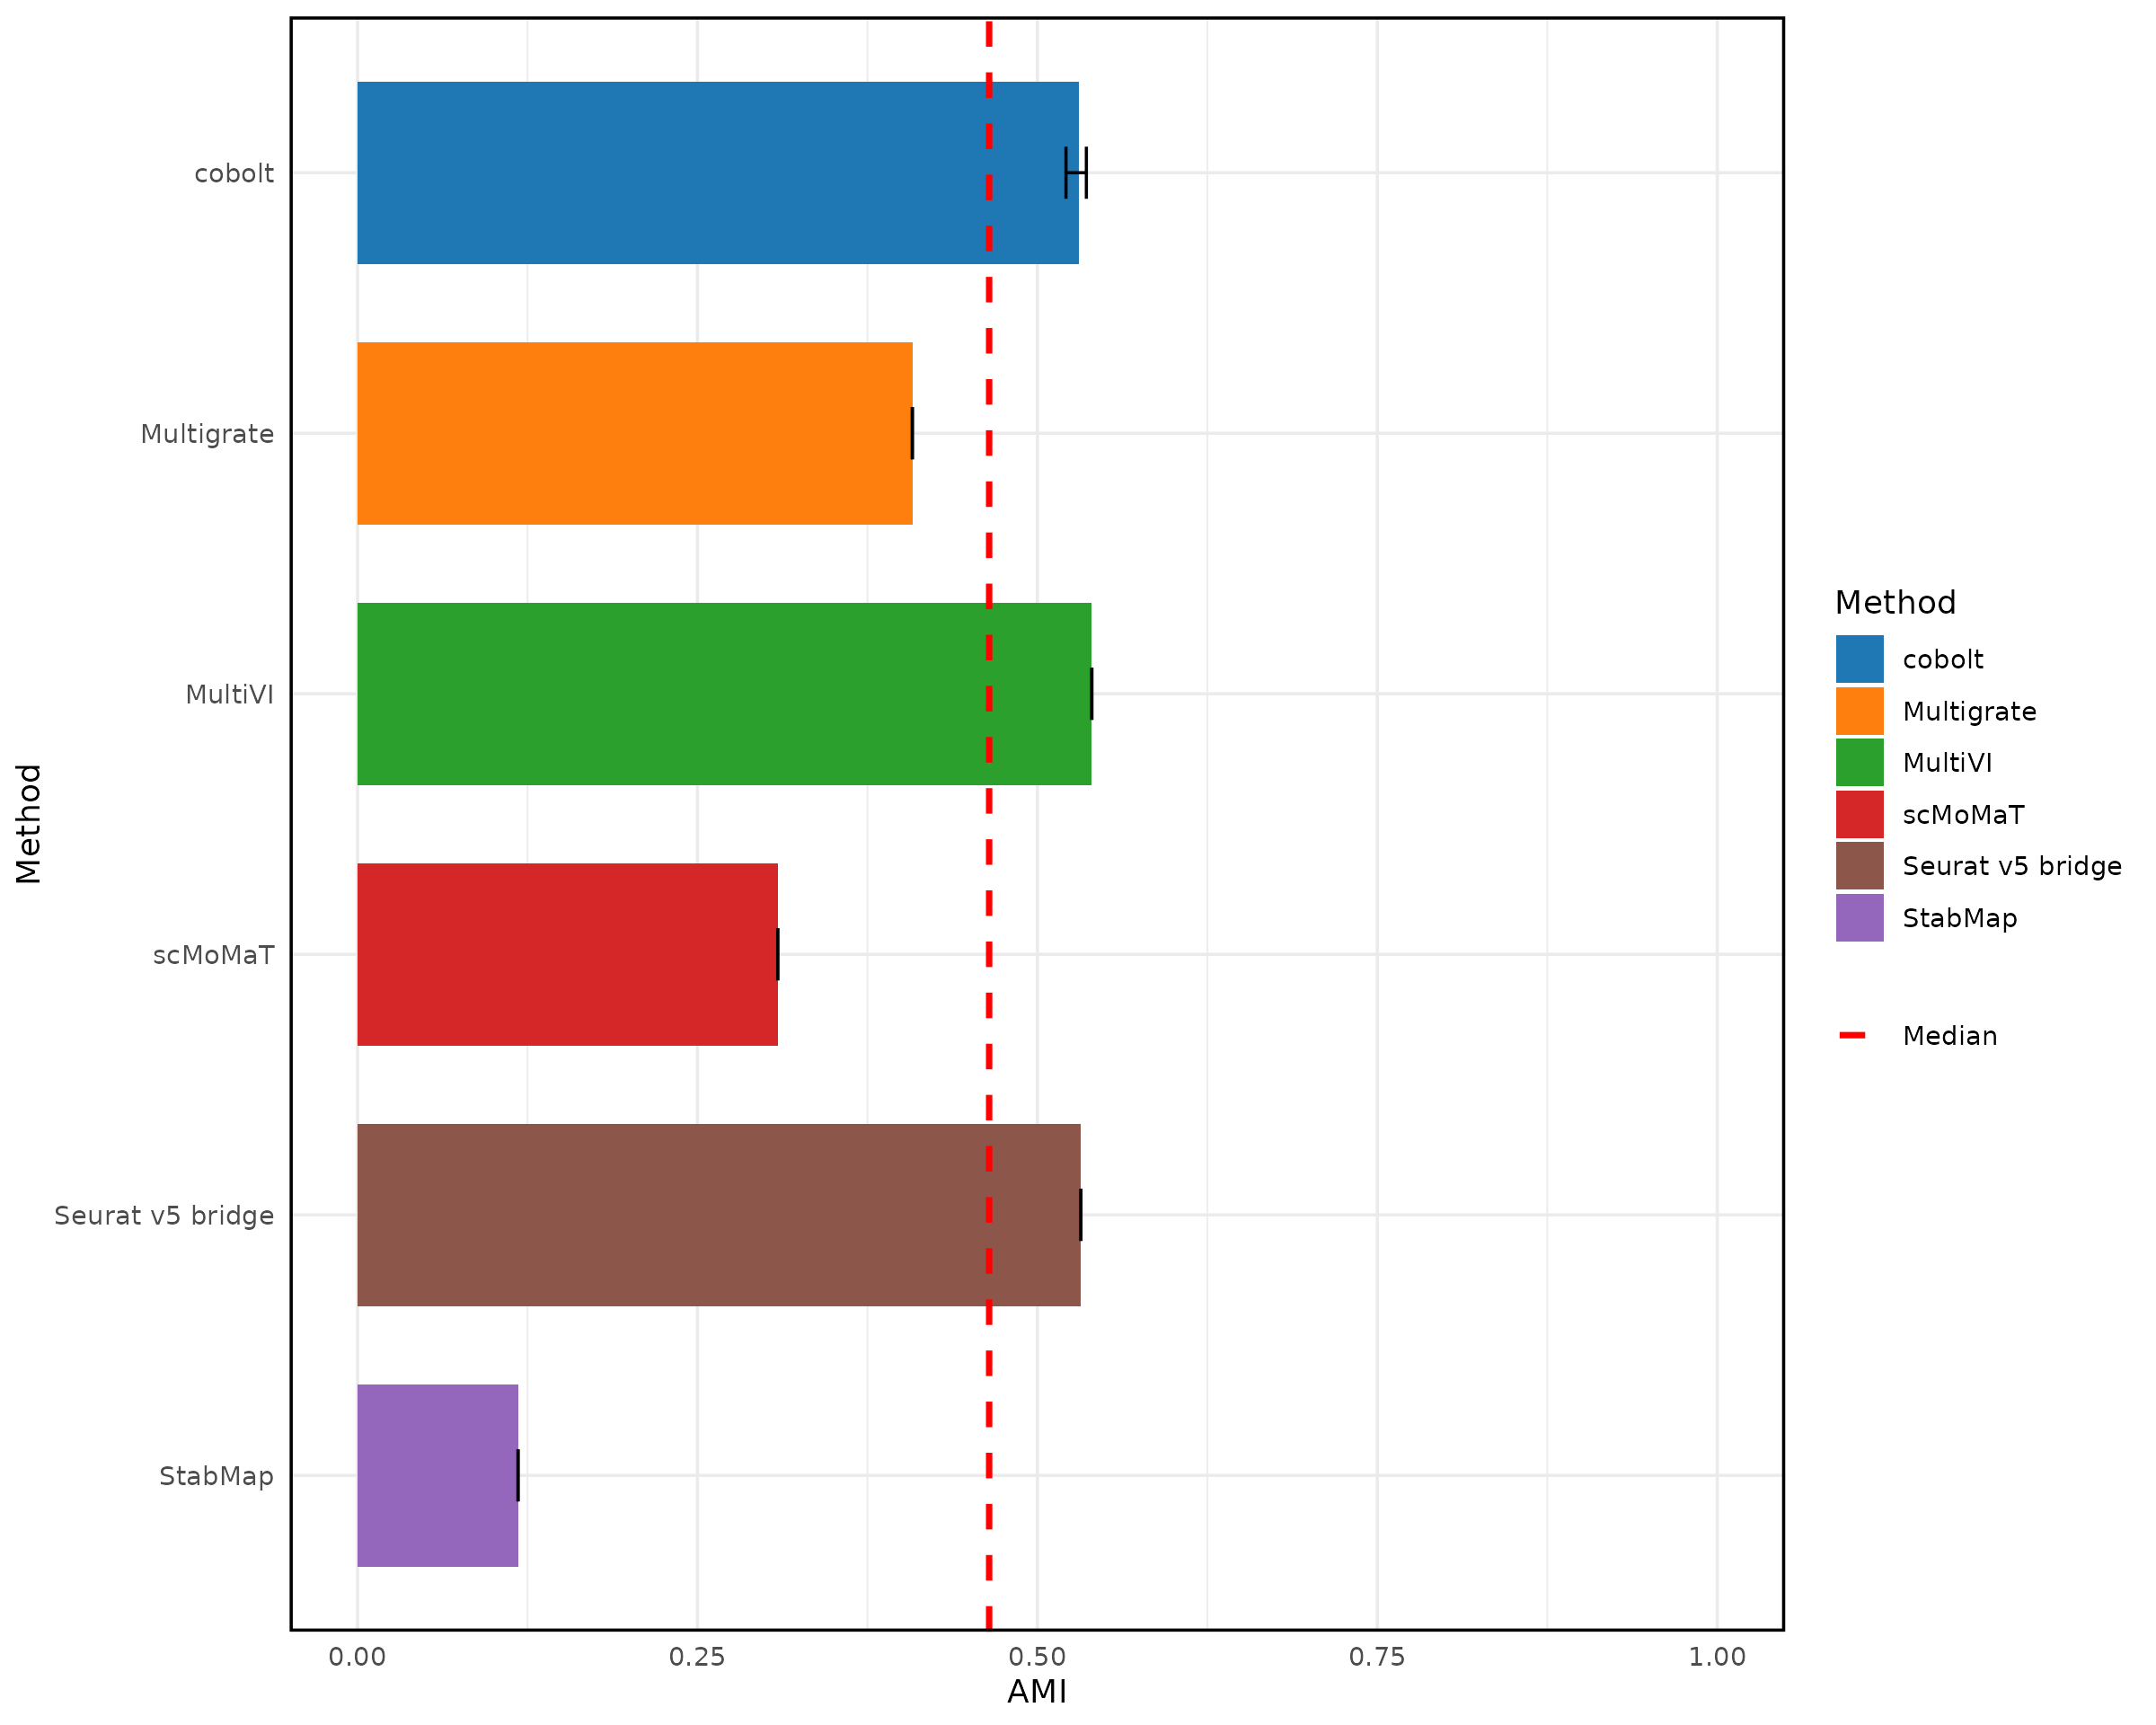 Method
cobolt
Multigrate
MultiVI
scMoMaT
Seurat v5 bridge
StabMap
0.00
0.25
0.50
0.75
1.00
AMI
Method
cobolt
Multigrate
MultiVI
scMoMaT
Seurat v5 bridge
StabMap
Median